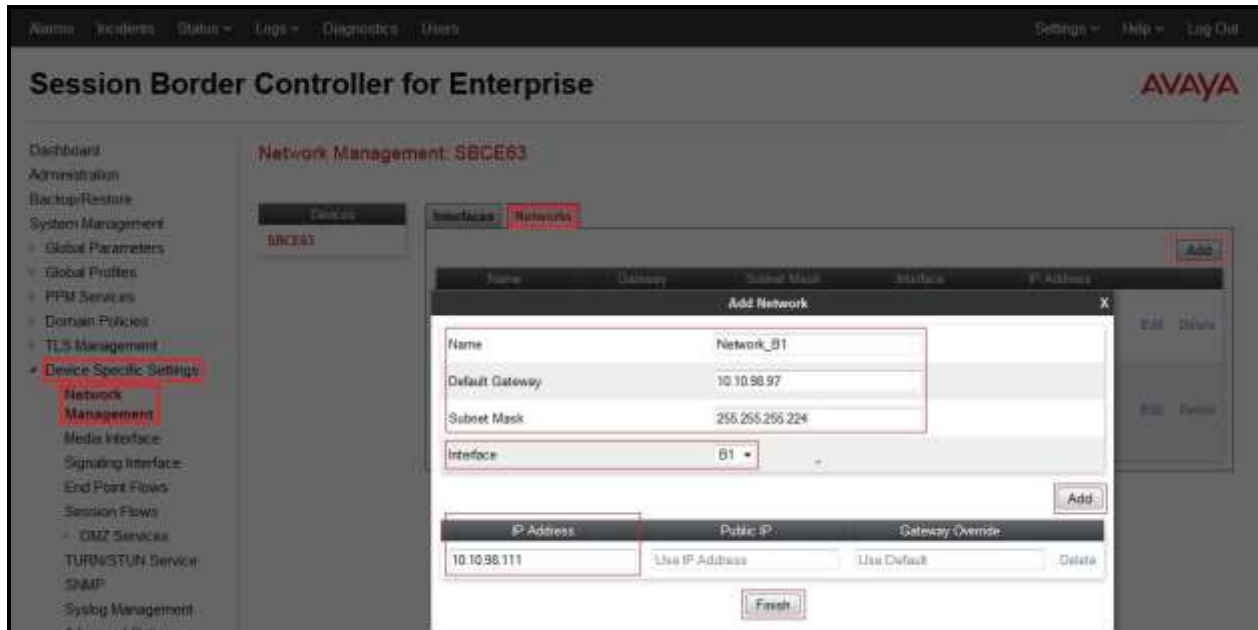 Alarms Incidents Status Logs Diagnostics Users Settings Help Log Out
Session Border Controller for Enterprise
AVAYA
Dashboard
Administration
Backup/Restore
System Management
Global Parameters
Global Profiles
PPM Services
Domain Policies
TLS Management
Device Specific Settings
Network
Management
Media Interface
Signaling Interface
End Point Flows
Session Flows
DMZ Services
TURN/STUN Service
SNMP
Syslog Management
Network Management: SBCE63
Devices
SBCE63
Interfaces Networks
Add
Name Gateway Subnet Mask Interface IP Address
Edit Delete
Edit Delete
Add Network X
Name Network_B1
Default Gateway 10.10.98.97
Subnet Mask 255.255.255.224
Interface B1
Add
IP Address Public IP Gateway Override
10.10.98.111 Use IP Address Use Default Delete
Finish